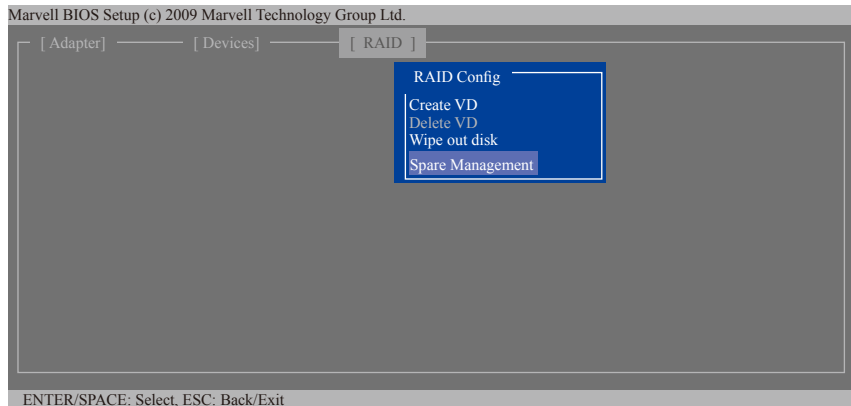 Marvell BIOS Setup (c) 2009 Marvell Technology Group Ltd.
[ Adapter] [ Devices] [ RAID ]
RAID Config
Create VD
Delete VD
Wipe out disk
Spare Management
ENTER/SPACE: Select, ESC: Back/Exit